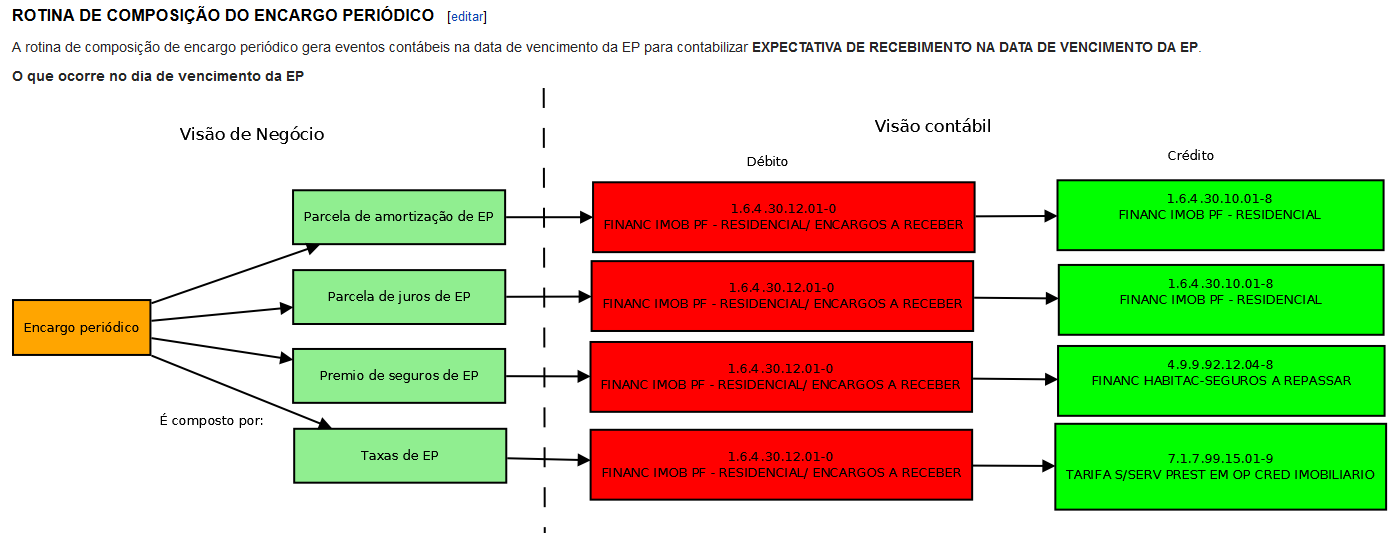 ROTINA DE COMPOSIÇÃO DO ENCARGO PERIÓDICO [editar]
A rotina de composição de encargo periódico gera eventos contábeis na data de vencimento da EP para contabilizar EXPECTATIVA DE RECEBIMENTO NA DATA DE VENCIMENTO DA EP.
O que ocorre no dia de vencimento da EP
Visão de Negócio
Visão contábil
Débito
Crédito
Parcela de amortização de EP
1.6.4.30.12.01-0
FINANC IMOB PF - RESIDENCIAL/ ENCARGOS A RECEBER
1.6.4.30.10.01-8
FINANC IMOB PF - RESIDENCIAL
Parcela de juros de EP
1.6.4.30.12.01-0
FINANC IMOB PF - RESIDENCIAL/ ENCARGOS A RECEBER
1.6.4.30.10.01-8
FINANC IMOB PF - RESIDENCIAL
Encargo periódico
Premio de seguros de EP
1.6.4.30.12.01-0
FINANC IMOB PF - RESIDENCIAL/ ENCARGOS A RECEBER
4.9.9.92.12.04-8
FINANC HABITAC-SEGUROS A REPASSAR
É composto por:
Taxas de EP
1.6.4.30.12.01-0
FINANC IMOB PF - RESIDENCIAL/ ENCARGOS A RECEBER
7.1.7.99.15.01-9
TARIFA S/SERV PREST EM OP CRED IMOBILIARIO